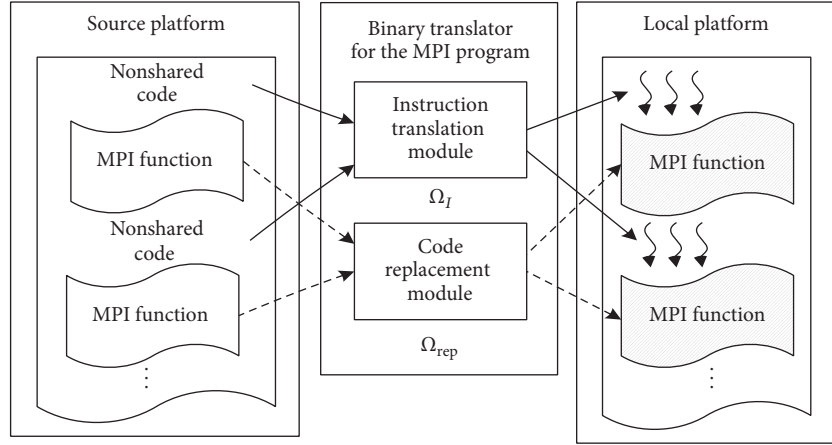 Source platform
Nonshared
code
MPI function
Nonshared
code
MPI function
⋮
Binary translator
for the MPI program
Instruction
translation
module
Ω_I
Code
replacement
module
Ω_rep
Local platform
MPI function
MPI function
⋮